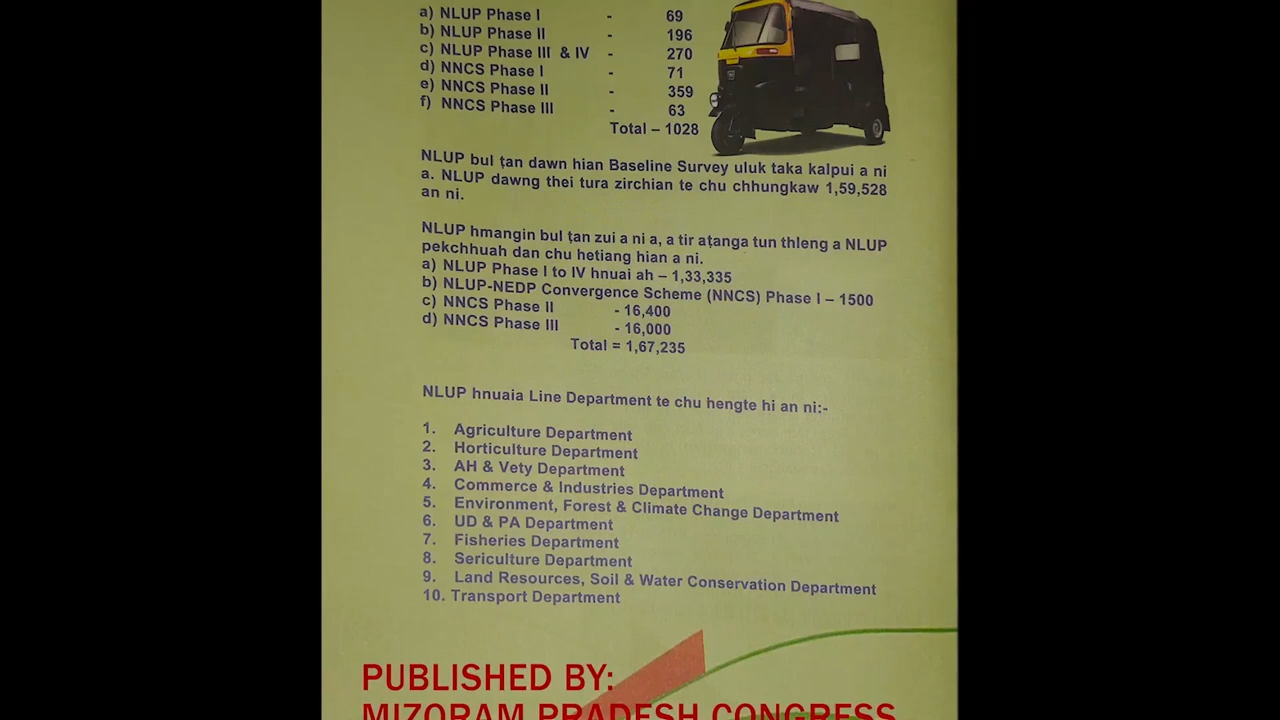 a) NLUP Phase I - 69
b) NLUP Phase II - 196
c) NLUP Phase III & IV - 270
d) NNCS Phase I - 71
e) NNCS Phase II - 359
f) NNCS Phase III - 63
Total – 1028
NLUP bul ṭan dawn hian Baseline Survey uluk taka kalpui a ni
a. NLUP dawng thei tura zirchian te chu chhungkaw 1,59,528
an ni.
NLUP hmangin bul ṭan zui a ni a, a tir aṭanga tun thleng a NLUP
pekchhuah dan chu hetiang hian a ni.
a) NLUP Phase I to IV hnuai ah – 1,33,335
b) NLUP-NEDP Convergence Scheme (NNCS) Phase I – 1500
c) NNCS Phase II - 16,400
d) NNCS Phase III - 16,000
Total = 1,67,235
NLUP hnuaia Line Department te chu hengte hi an ni:-
1. Agriculture Department
2. Horticulture Department
3. AH & Vety Department
4. Commerce & Industries Department
5. Environment, Forest & Climate Change Department
6. UD & PA Department
7. Fisheries Department
8. Sericulture Department
9. Land Resources, Soil & Water Conservation Department
10. Transport Department
PUBLISHED BY:
MIZORAM PRADESH CONGRESS